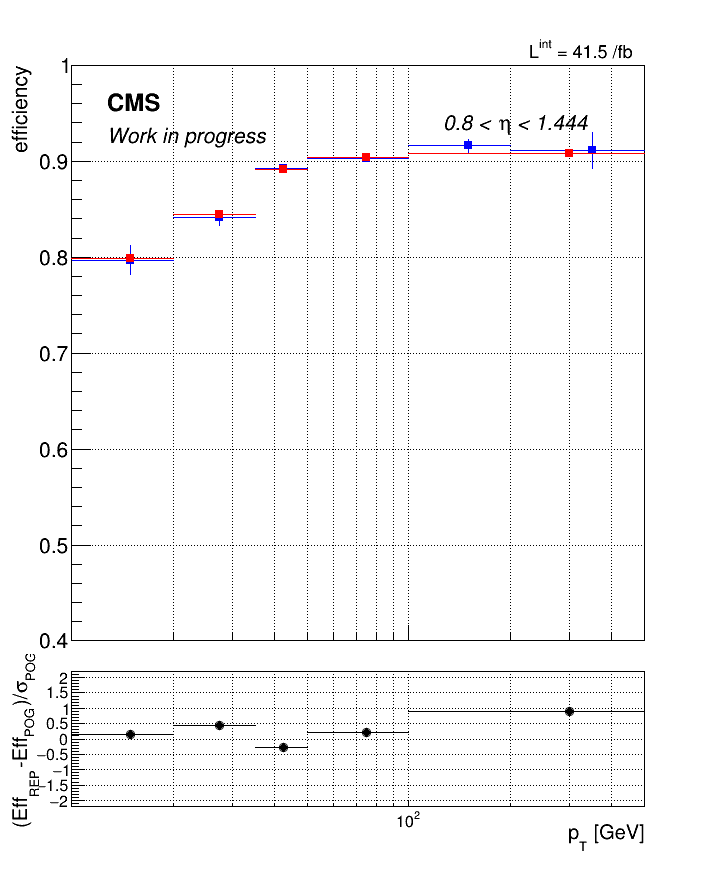 L^int = 41.5 /fb
efficiency
CMS
Work in progress
0.8 < η < 1.444
1
0.9
0.8
0.7
0.6
0.5
0.4
(Eff_REP -Eff_POG)/σ_POG
2
1.5
1
0.5
0
−0.5
−1
−1.5
−2
10^2
p_T [GeV]